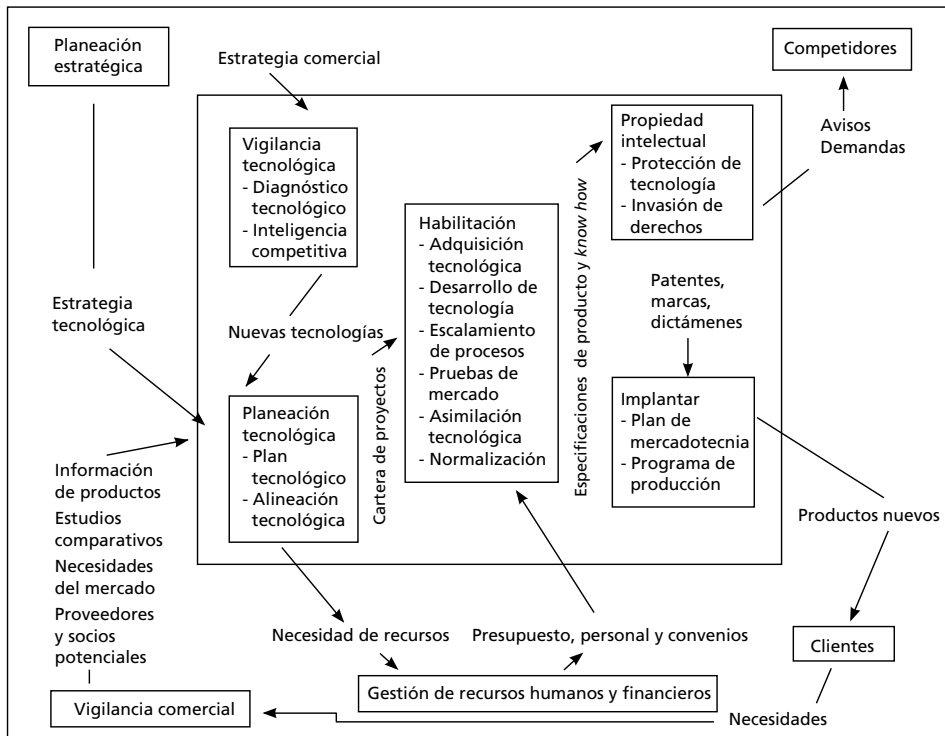 Planeación
estratégica
Estrategia comercial
Competidores
Avisos
Demandas
Vigilancia
tecnológica
- Diagnóstico
tecnológico
- Inteligencia
competitiva
Propiedad
intelectual
- Protección de
tecnología
- Invasión de
derechos
Habilitación
- Adquisición
tecnológica
- Desarrollo de
tecnología
- Escalamiento
de procesos
- Pruebas de
mercado
- Asimilación
tecnológica
- Normalización
Especificaciones de producto y know how
Patentes,
marcas,
dictámenes
Estrategia
tecnológica
Nuevas tecnologías
Cartera de proyectos
Planeación
tecnológica
- Plan
tecnológico
- Alineación
tecnológica
Implantar
- Plan de
mercadotecnia
- Programa de
producción
Información
de productos
Estudios
comparativos
Necesidades
del mercado
Proveedores
y socios
potenciales
Productos nuevos
Necesidad de recursos
Presupuesto, personal y convenios
Clientes
Gestión de recursos humanos y financieros
Vigilancia comercial
Necesidades